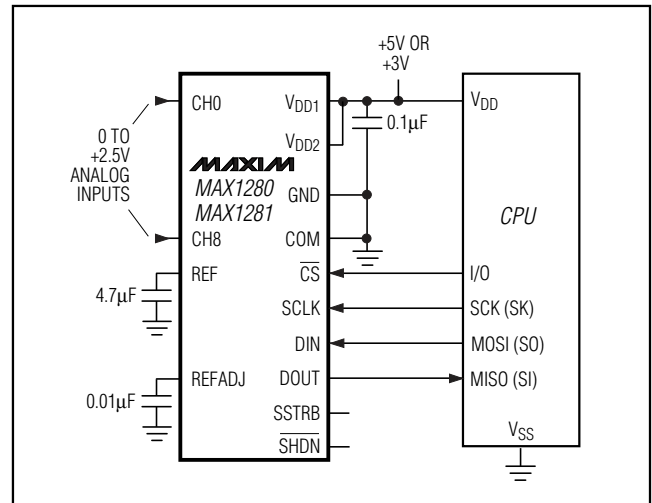 +5V OR
+3V
CH0
VDD1
VDD
0.1µF
VDD2
0 TO
+2.5V
ANALOG
INPUTS
MAXIM
MAX1280
MAX1281
GND
CPU
CH8
COM
REF
CS
I/O
4.7µF
SCLK
SCK (SK)
DIN
MOSI (SO)
REFADJ
DOUT
MISO (SI)
0.01µF
SSTRB
SHDN
VSS